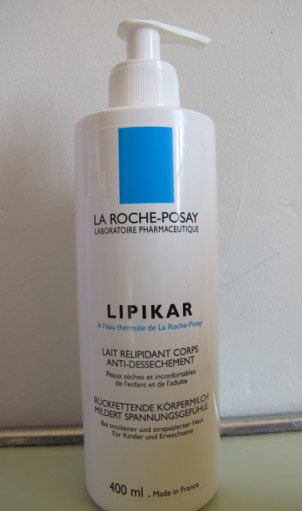 LA ROCHE-POSAY
LABORATOIRE PHARMACEUTIQUE
LIPIKAR
A l'eau thermale de La Roche-Posay
LAIT RELIPIDANT CORPS
ANTI-DESSECHEMENT
Peaux sèches et inconfortables
de l'enfant et de l'adulte
RÜCKFETTENDE KÖRPERMILCH
MILDERT SPANNUNGSGEFÜHLE
Bei trockener und strapazierter Haut
Für Kinder und Erwachsene
400 ml. Made in France